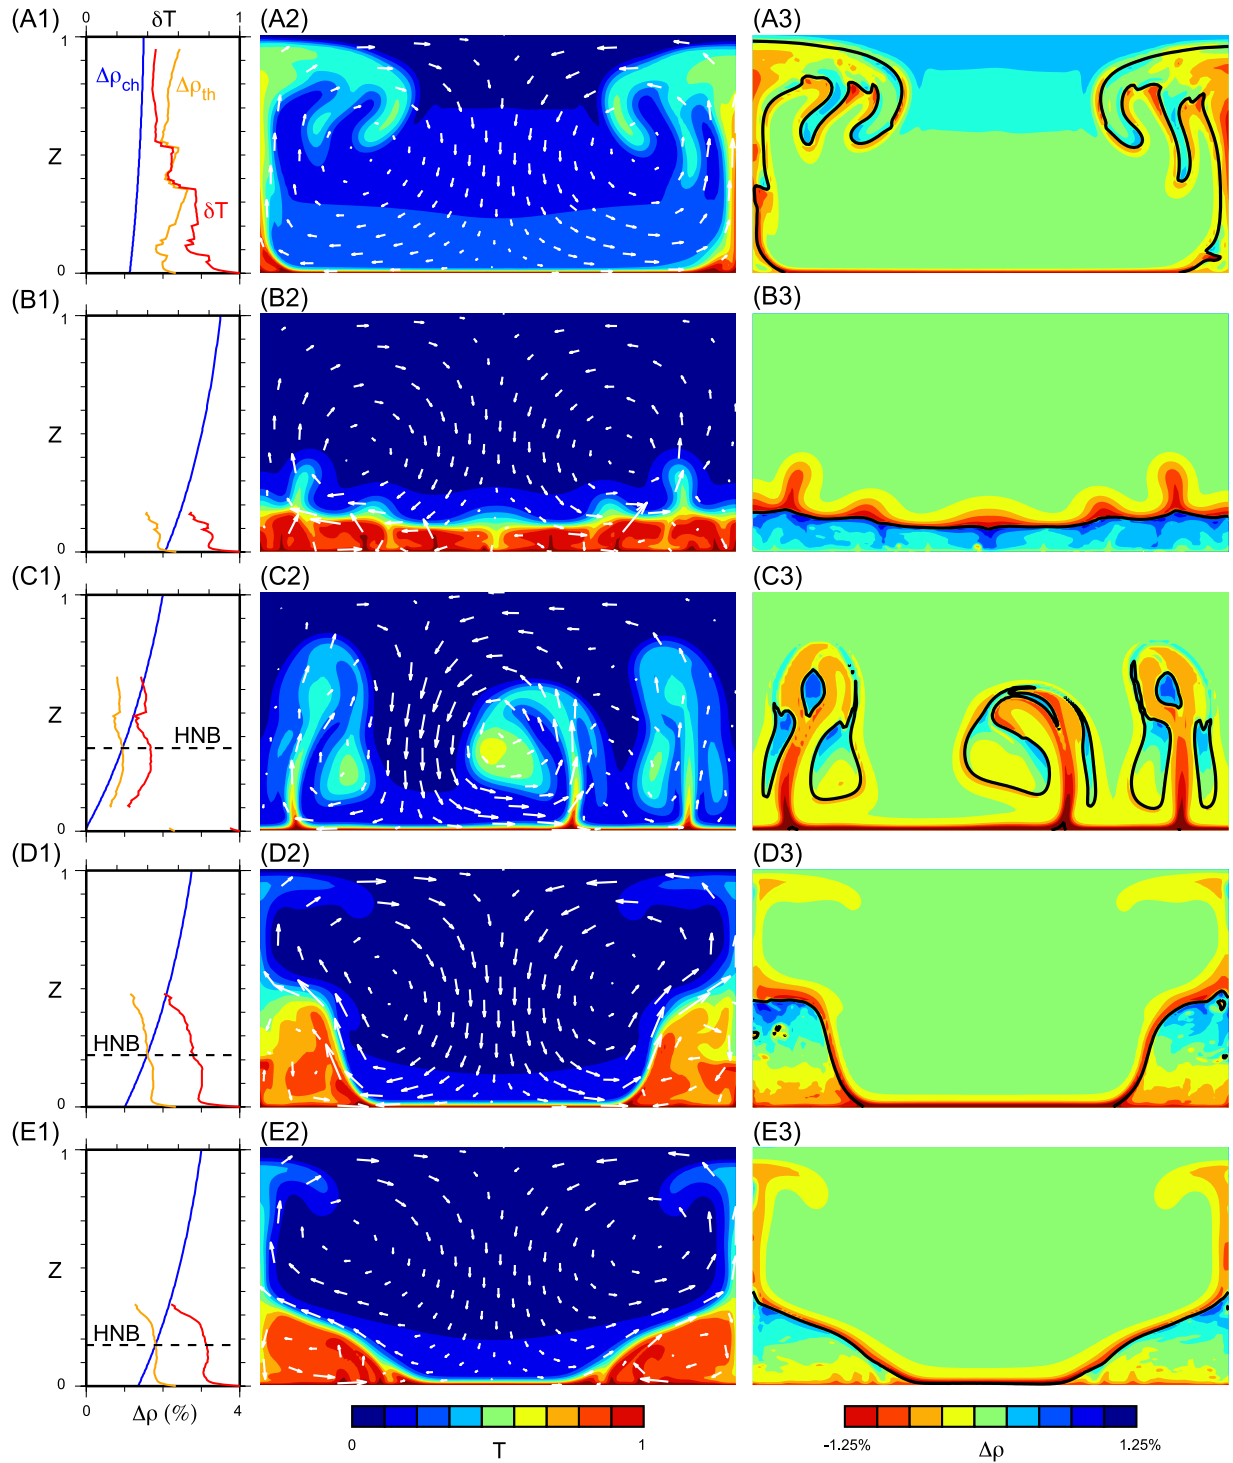 (A1)
0 δT 1
(A2)
(A3)
1
Δρch
Δρth
Z
δT
0
(B1)
(B2)
(B3)
1
Z
0
(C1)
(C2)
(C3)
1
Z
HNB
0
(D1)
(D2)
(D3)
1
Z
HNB
0
(E1)
(E2)
(E3)
1
Z
HNB
0
0 Δρ (%) 4
0 T 1
-1.25% Δρ 1.25%